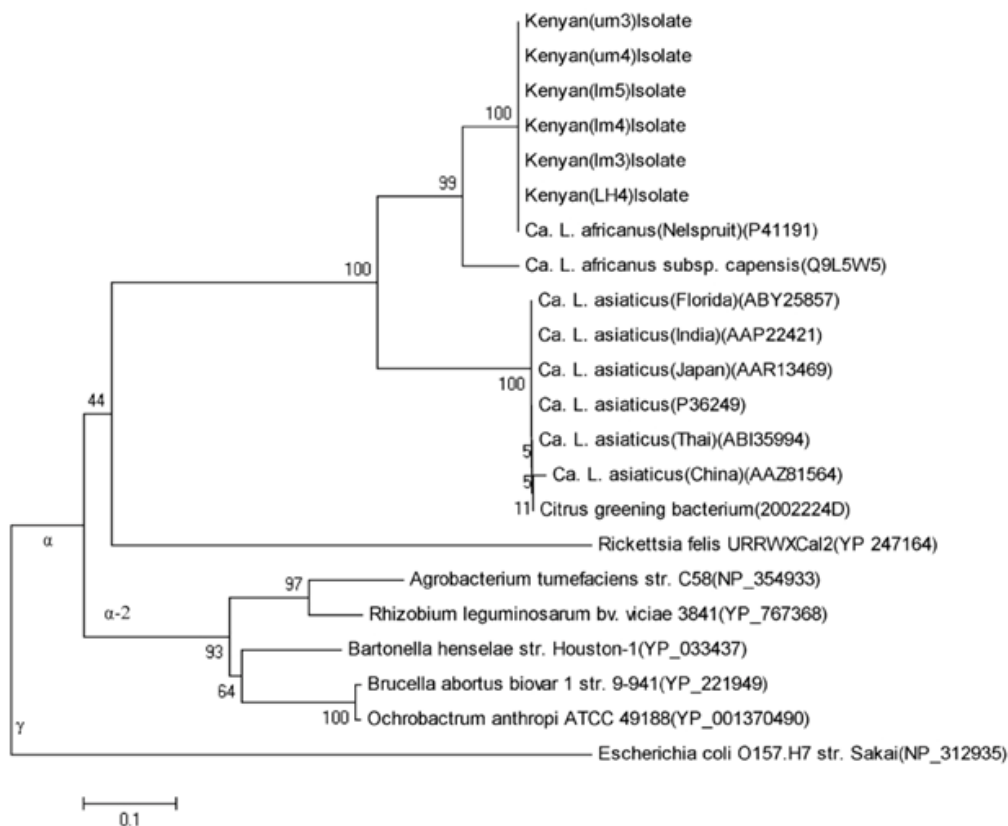 Kenyan(um3)Isolate
Kenyan(um4)Isolate
Kenyan(lm5)Isolate
100
Kenyan(lm4)Isolate
Kenyan(lm3)Isolate
99
Kenyan(LH4)Isolate
Ca. L. africanus(Nelspruit)(P41191)
100
Ca. L. africanus subsp. capensis(Q9L5W5)
Ca. L. asiaticus(Florida)(ABY25857)
Ca. L. asiaticus(India)(AAP22421)
Ca. L. asiaticus(Japan)(AAR13469)
100
44
Ca. L. asiaticus(P36249)
Ca. L. asiaticus(Thai)(ABI35994)
5
Ca. L. asiaticus(China)(AAZ81564)
5
11
Citrus greening bacterium(2002224D)
α
Rickettsia felis URRWXCal2(YP 247164)
97
Agrobacterium tumefaciens str. C58(NP_354933)
α-2
Rhizobium leguminosarum bv. viciae 3841(YP_767368)
93
Bartonella henselae str. Houston-1(YP_033437)
64
Brucella abortus biovar 1 str. 9-941(YP_221949)
100
Ochrobactrum anthropi ATCC 49188(YP_001370490)
γ
Escherichia coli O157.H7 str. Sakai(NP_312935)
0.1